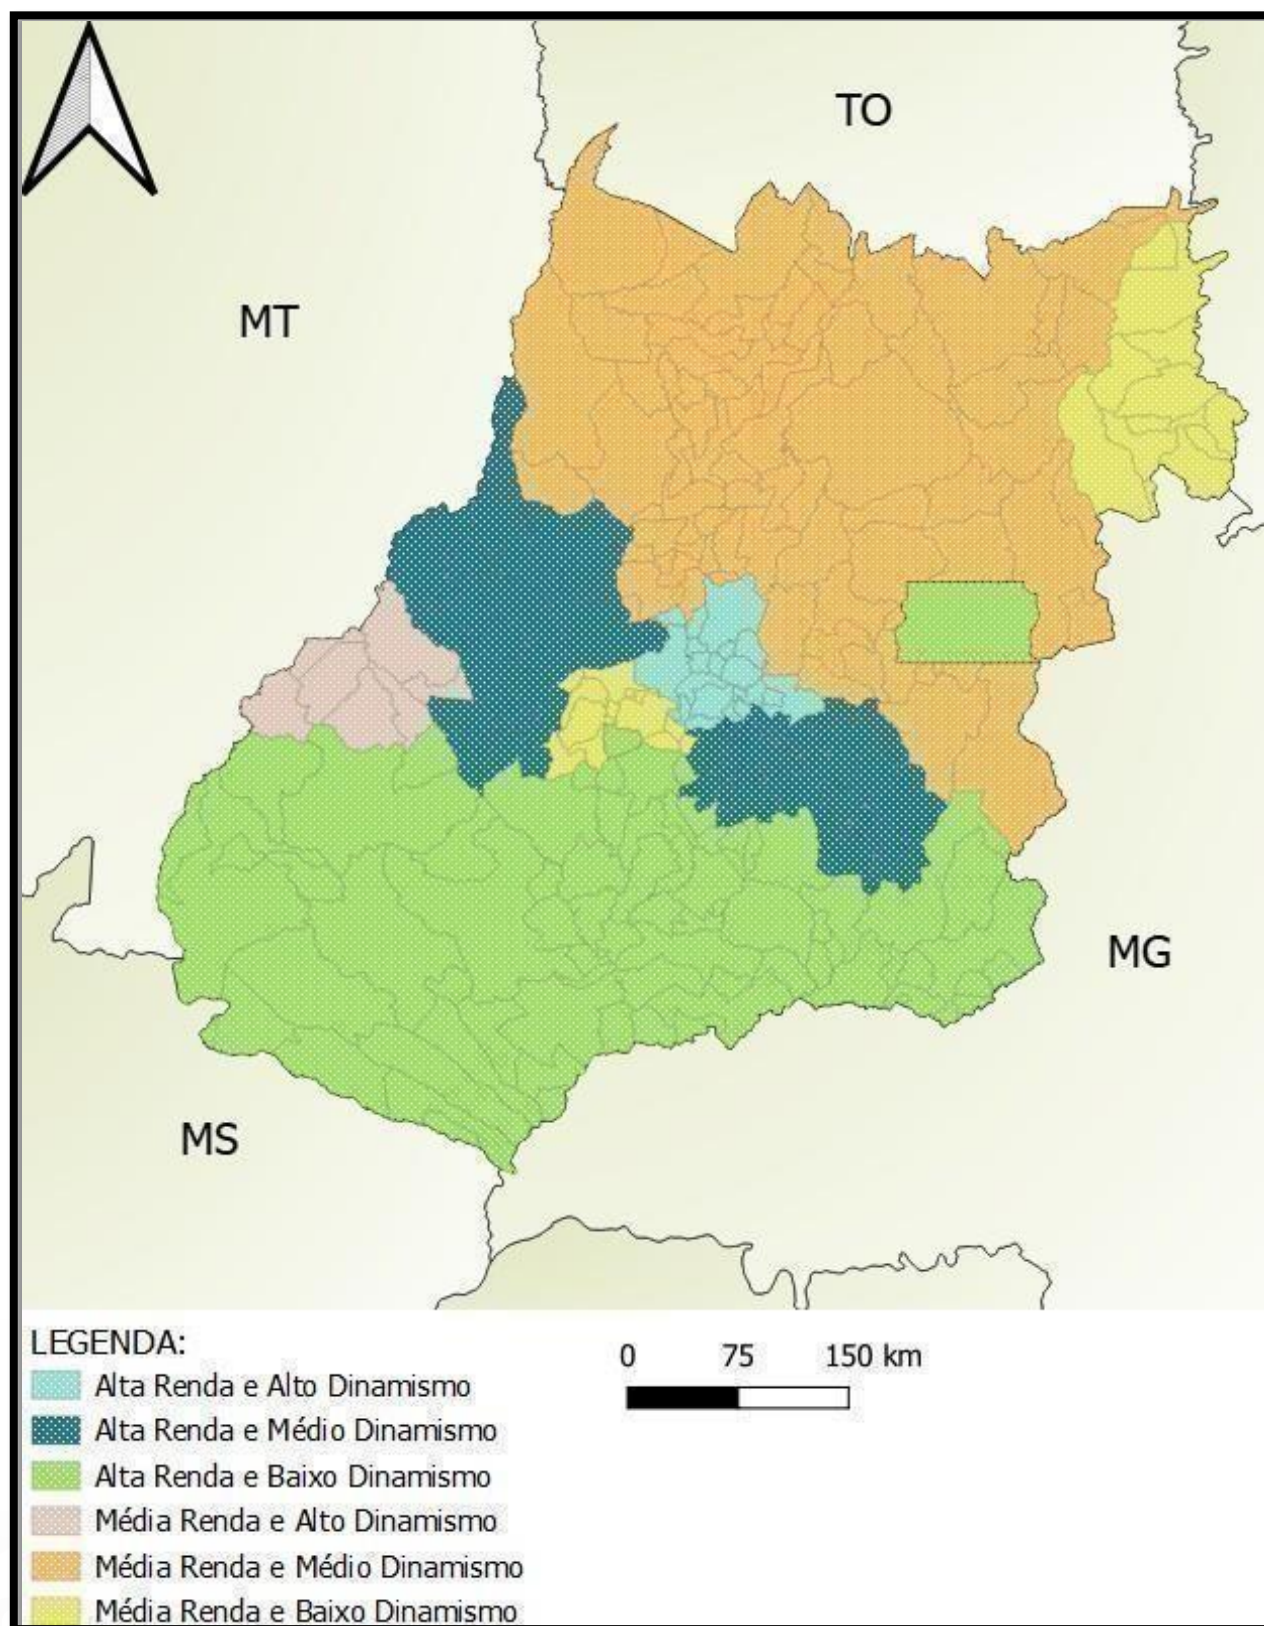 TO
MT
MG
MS
LEGENDA:
0 75 150 km
Alta Renda e Alto Dinamismo
Alta Renda e Médio Dinamismo
Alta Renda e Baixo Dinamismo
Média Renda e Alto Dinamismo
Média Renda e Médio Dinamismo
Média Renda e Baixo Dinamismo